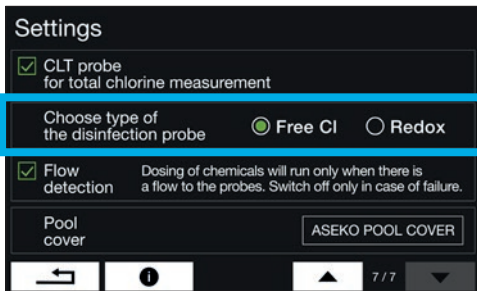 Settings
CLT probe
for total chlorine measurement
Choose type of
the disinfection probe
Free Cl
Redox
Flow
detection
Dosing of chemicals will run only when there is
a flow to the probes. Switch off only in case of failure.
Pool
cover
ASEKO POOL COVER
i
7/7